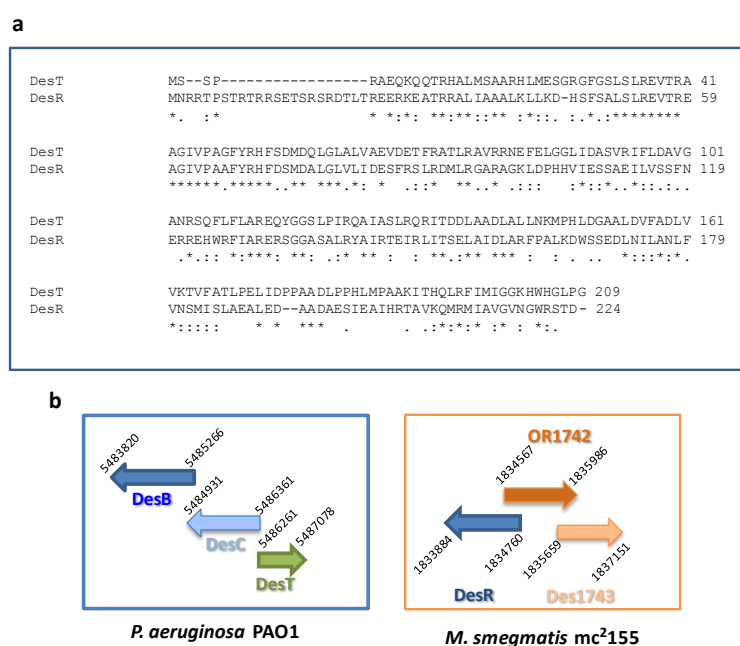 a
DesT MS--SP-----------------RAEQKQQTRHALMSAARHLMESGRGFGSLSLREVTRA 41
DesR MNRRTPSTRTRRSETSRSRDTLTREERKEATRRALIAAALKLLKD-HSFSALSLREVTRE 59
*. :* * *:*: **::**:::**::*::. .:.*.:*********
DesT AGIVPAGFYRHFSDMDQLGLALVAEVDETFRATLRAVRRNEFELGGLIDASVRIFLDAVG 101
DesR AGIVPAAFYRHFDSMDALGLVLIDESFRSLRDMLRGARAGKLDPHHVIESSAEILVSSFN 119
******.*****.** ***:*: * :*: **.* .::: :*::*.:*::.:.
DesT ANRSQFLFLAREQYGGSLPIRQAIASLRQRITDDLAADLALLNKMPHLDGAALDVFADLV 161
DesR ERREHWRFIARERSGGASALRYAIRTEIRLITSELAIDLARFPALKDWSSEDLNILANLF 179
.*.:: *:***: **: :* ** : : **.:** *** : : . .. *:::*:*.
DesT VKTVFATLPELIDPPAADLPPHLMPAAKITHQLRFIMIGGKHWHGLPG 209
DesR VNSMISLAEALED--AADAESIEAIHRTAVKQMRMIAVGVNGWRSTD- 224
*::::: * * *** . .:*:*:* :* : *:.
b
5483820 5485266
DesB
5484931 5486361
DesC
5486261 5487078
DesT
P. aeruginosa PAO1
OR1742
1834567 1835986
1833884 1834760
DesR
1835659 1837151
Des1743
M. smegmatis mc²155